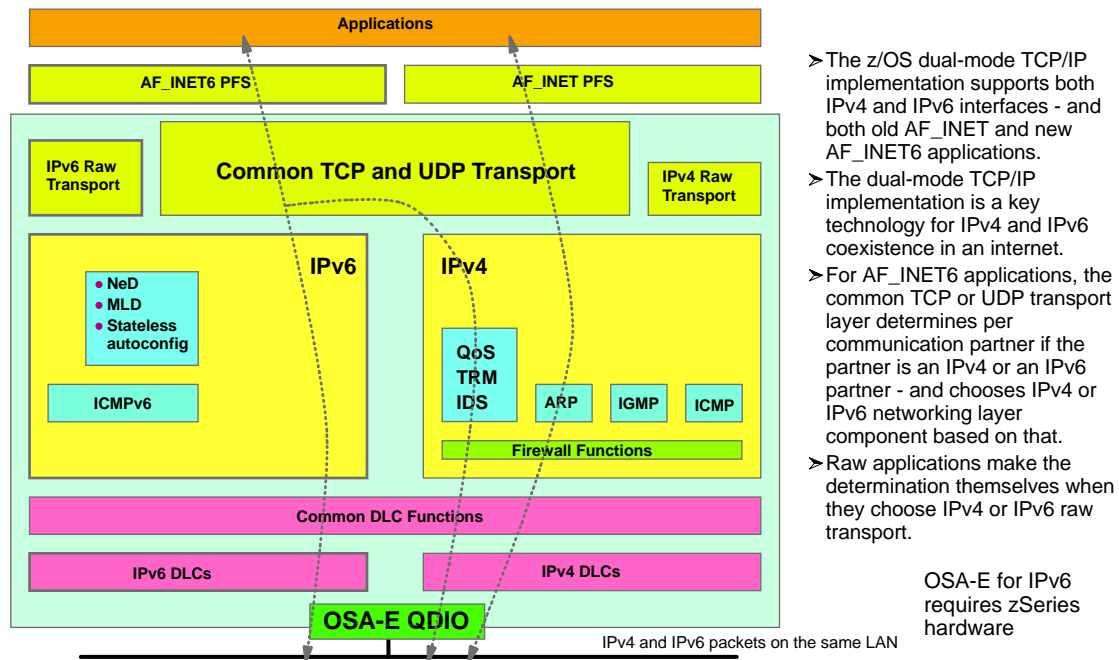 Applications
AF_INET6 PFS
AF_INET PFS
IPv6 Raw
Transport
Common TCP and UDP Transport
IPv4 Raw
Transport
IPv6
IPv4
NeD
MLD
Stateless
autoconfig
ICMPv6
QoS
TRM
IDS
ARP
IGMP
ICMP
Firewall Functions
Common DLC Functions
IPv6 DLCs
IPv4 DLCs
OSA-E QDIO
IPv4 and IPv6 packets on the same LAN
The z/OS dual-mode TCP/IP
implementation supports both
IPv4 and IPv6 interfaces - and
both old AF_INET and new
AF_INET6 applications.
The dual-mode TCP/IP
implementation is a key
technology for IPv4 and IPv6
coexistence in an internet.
For AF_INET6 applications, the
common TCP or UDP transport
layer determines per
communication partner if the
partner is an IPv4 or an IPv6
partner - and chooses IPv4 or
IPv6 networking layer
component based on that.
Raw applications make the
determination themselves when
they choose IPv4 or IPv6 raw
transport.
OSA-E for IPv6
requires zSeries
hardware